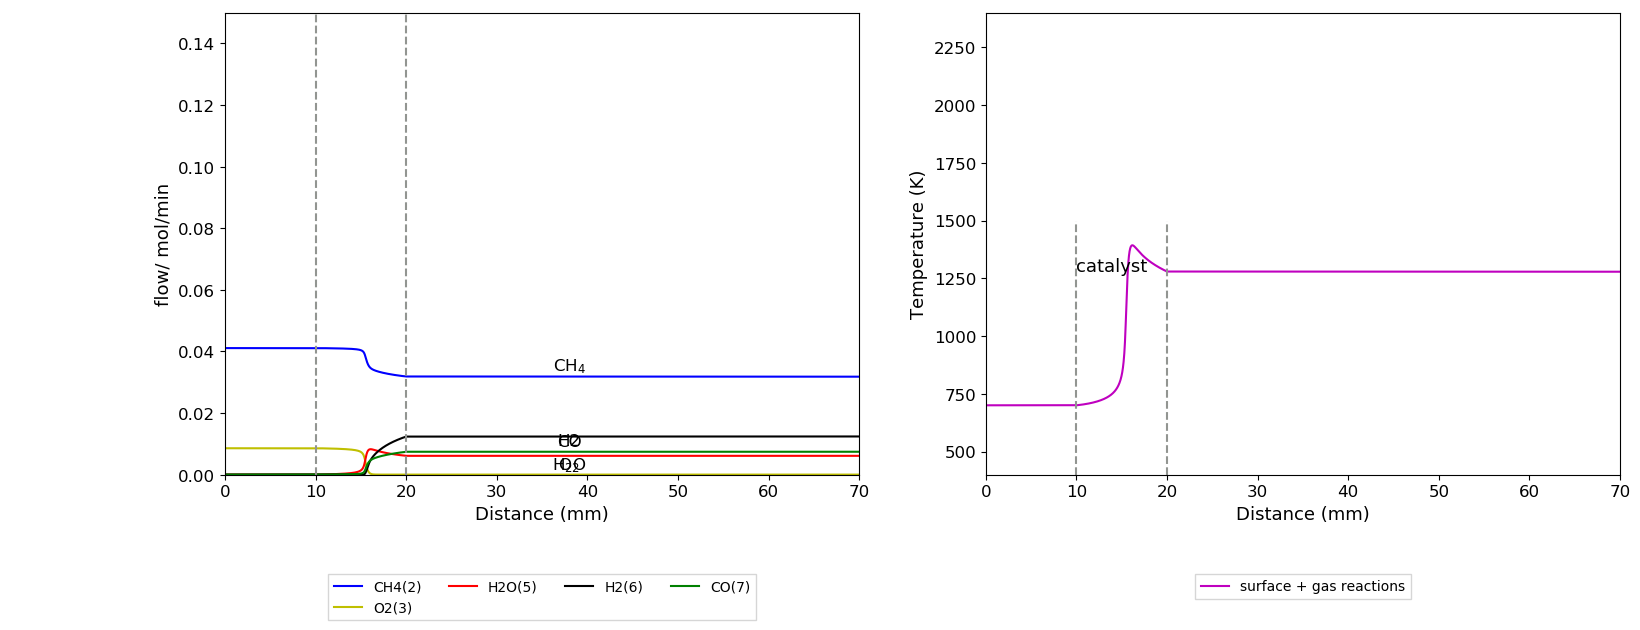 0.14
0.12
0.10
0.08
0.06
0.04
0.02
0.00
flow/ mol/min
CH4
H2
CO
0 10 20 30 40 50 60 70
Distance (mm)
CH4(2) H2O(5) H2(6) CO(7)
O2(3)
2250
2000
1750
1500
1250
1000
750
500
Temperature (K)
catalyst
0 10 20 30 40 50 60 70
Distance (mm)
surface + gas reactions